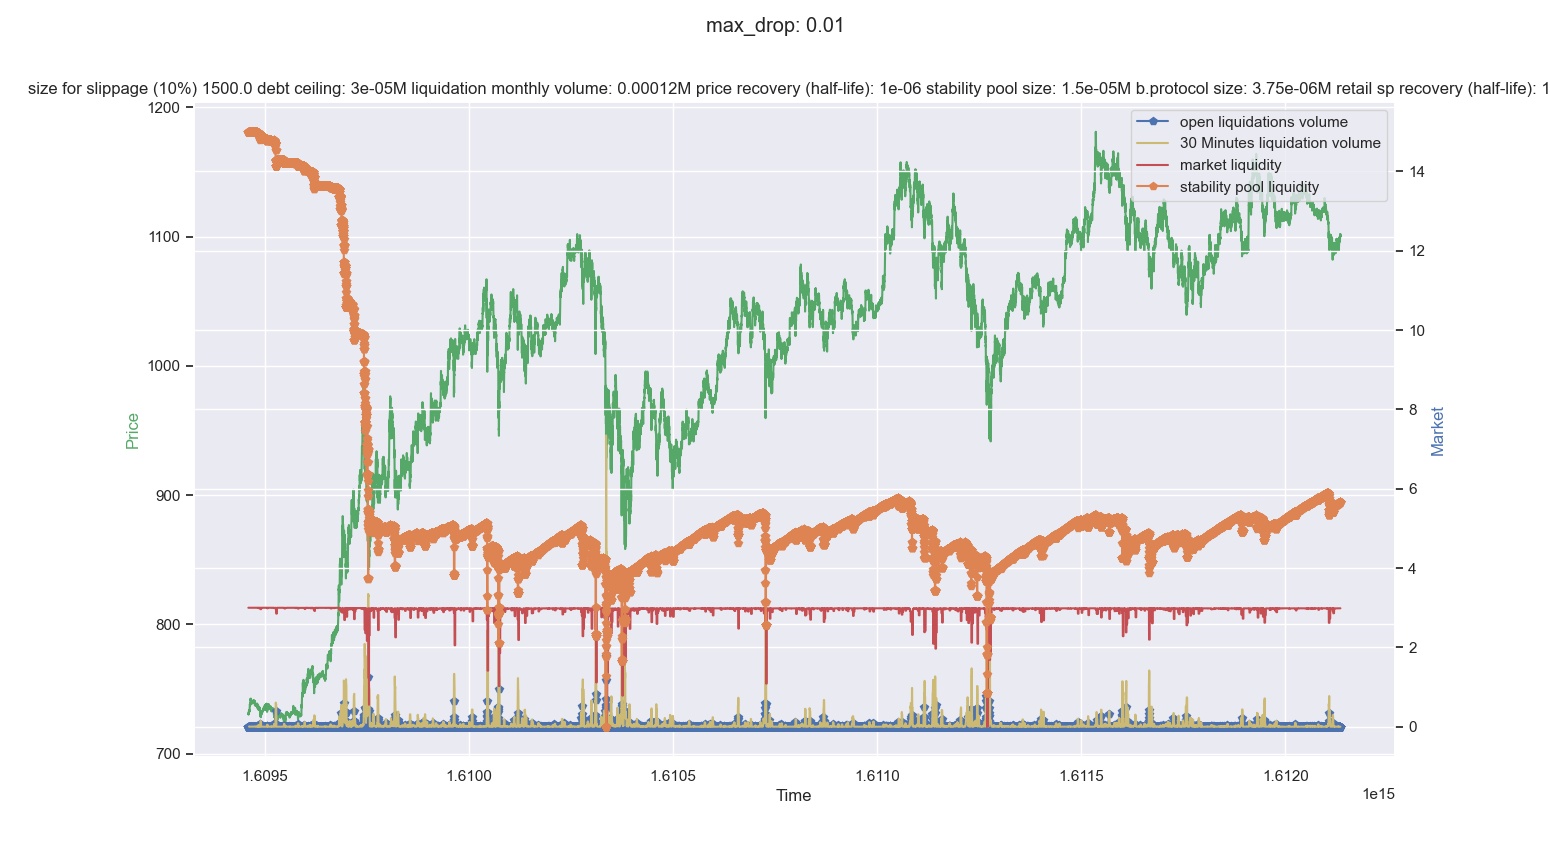 max_drop: 0.01
size for slippage (10%) 1500.0 debt ceiling: 3e-05M liquidation monthly volume: 0.00012M price recovery (half-life): 1e-06 stability pool size: 1.5e-05M b.protocol size: 3.75e-06M retail sp recovery (half-life): 1
open liquidations volume
30 Minutes liquidation volume
market liquidity
stability pool liquidity
1200
1100
1000
900
800
700
Price
14
12
10
8
6
4
2
0
Market
1.6095 1.6100 1.6105 1.6110 1.6115 1.6120
1e15
Time